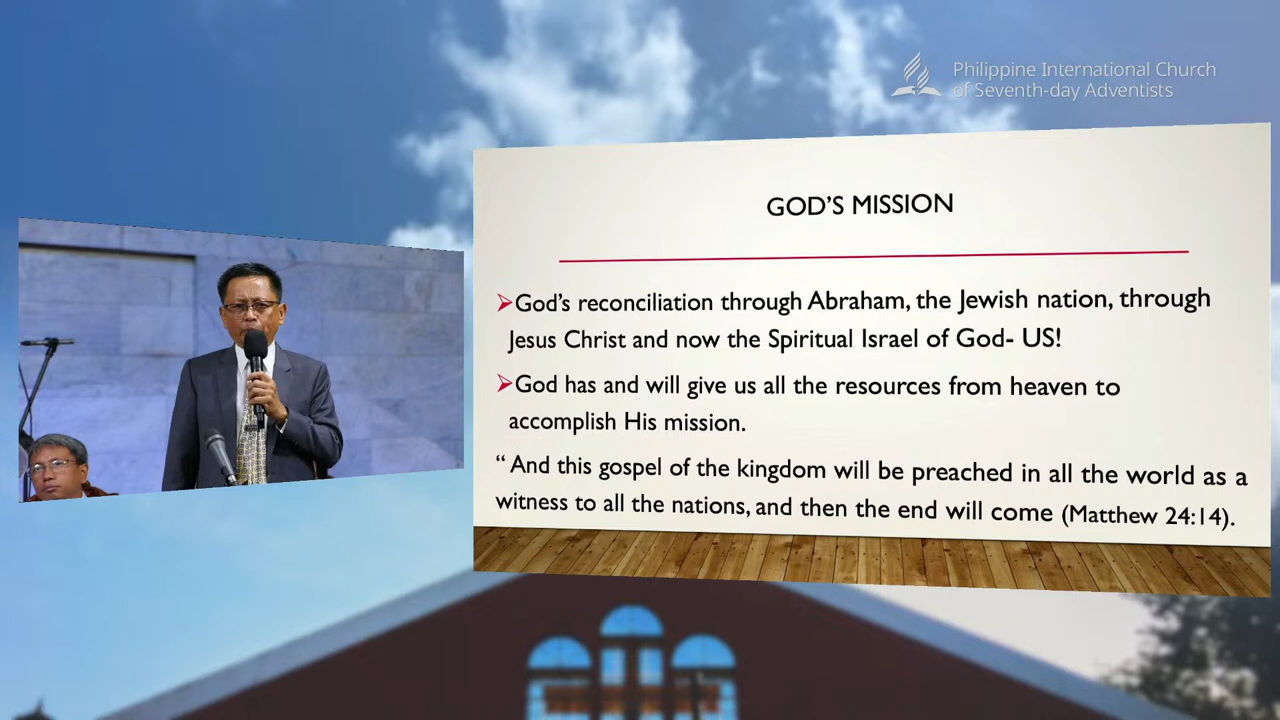 Philippine International Church
of Seventh-day Adventists
GOD'S MISSION
➤God's reconciliation through Abraham, the Jewish nation, through
Jesus Christ and now the Spiritual Israel of God- US!
➤God has and will give us all the resources from heaven to
accomplish His mission.
“ And this gospel of the kingdom will be preached in all the world as a
witness to all the nations, and then the end will come (Matthew 24:14).